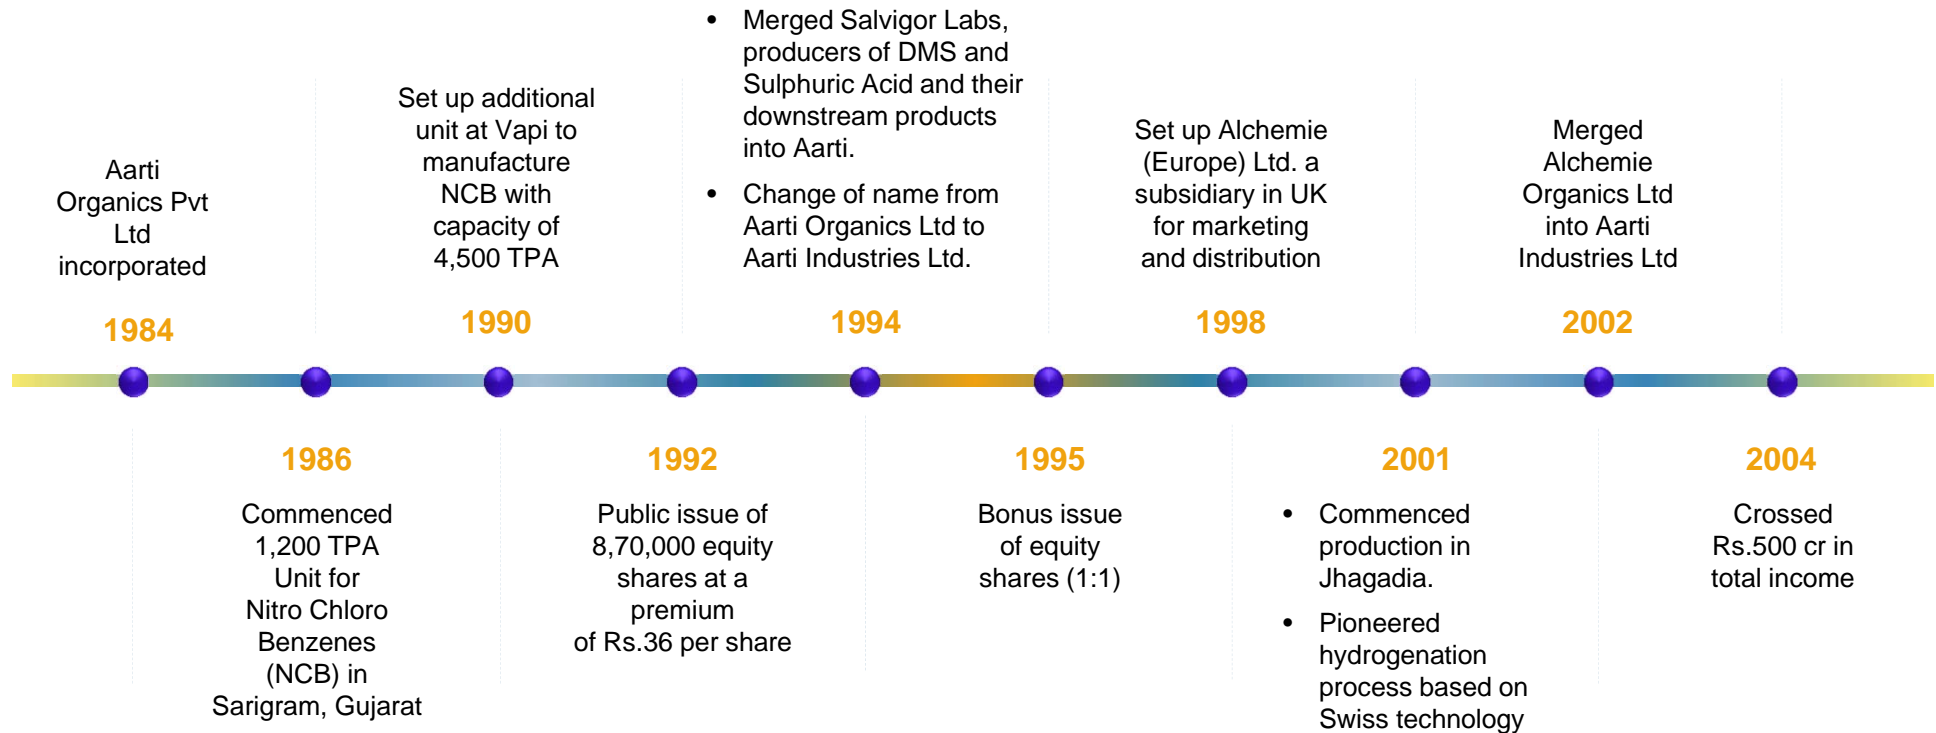 Aarti
Organics Pvt
Ltd
incorporated
1984
1986
Commenced
1,200 TPA
Unit for
Nitro Chloro
Benzenes
(NCB) in
Sarigram, Gujarat
Set up additional
unit at Vapi to
manufacture
NCB with
capacity of
4,500 TPA
1990
1992
Public issue of
8,70,000 equity
shares at a
premium
of Rs.36 per share
• Merged Salvigor Labs,
producers of DMS and
Sulphuric Acid and their
downstream products
into Aarti.
• Change of name from
Aarti Organics Ltd to
Aarti Industries Ltd.
1994
1995
Bonus issue
of equity
shares (1:1)
Set up Alchemie
(Europe) Ltd. a
subsidiary in UK
for marketing
and distribution
1998
2001
• Commenced
production in
Jhagadia.
• Pioneered
hydrogenation
process based on
Swiss technology
Merged
Alchemie
Organics Ltd
into Aarti
Industries Ltd
2002
2004
Crossed
Rs.500 cr in
total income